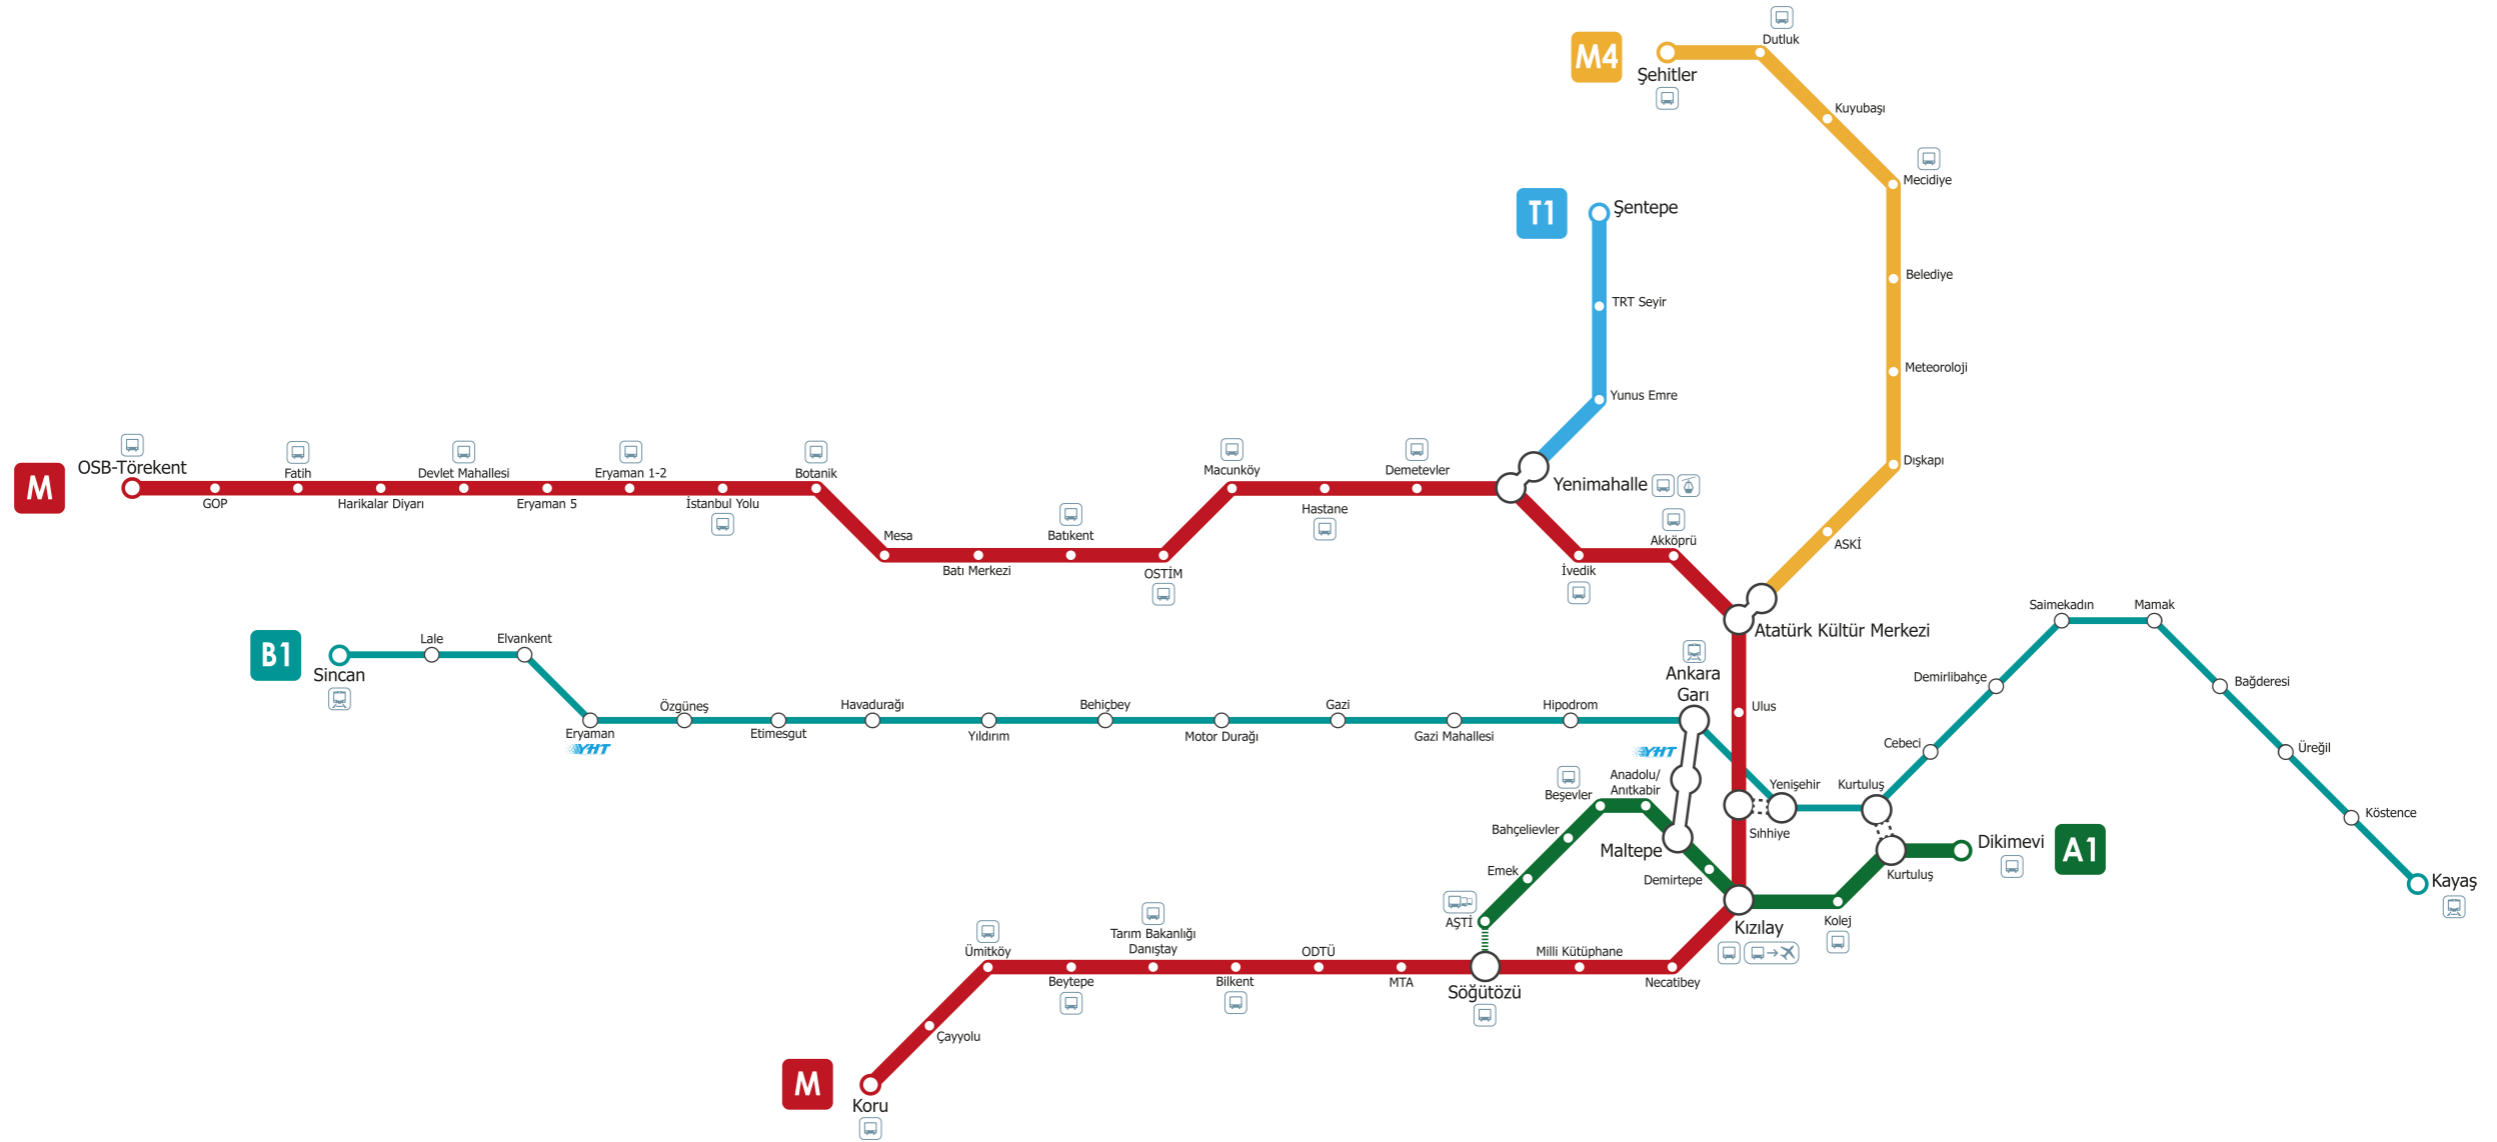 M4
Şehitler
Dutluk
Kuyubaşı
Mecidiye
Belediye
Meteoroloji
Dışkapı
ASKİ
T1
Şentepe
TRT Seyir
Yunus Emre
Yenimahalle
M
OSB-Törekent
GOP
Fatih
Harikalar Diyarı
Devlet Mahallesi
Eryaman 5
Eryaman 1-2
İstanbul Yolu
Botanik
Mesa
Batı Merkezi
Batıkent
OSTİM
Macunköy
Hastane
Demetevler
İvedik
Akköprü
Atatürk Kültür Merkezi
Ulus
B1
Sincan
Lale
Elvankent
Eryaman
YHT
Özgüneş
Etimesgut
Havadurağı
Yıldırım
Behiçbey
Motor Durağı
Gazi
Gazi Mahallesi
Hipodrom
Ankara
Garı
YHT
Yenişehir
Sıhhiye
Kurtuluş
Cebeci
Demirlibahçe
Saimekadın
Mamak
Bağderesi
Üreğil
Köstence
Kayaş
Beşevler
Anadolu/
Anıtkabir
Bahçelievler
Emek
AŞTİ
Maltepe
Demirtepe
Kızılay
Kolej
Kurtuluş
Dikimevi
A1
Ümitköy
Beytepe
Tarım Bakanlığı
Danıştay
Bilkent
ODTÜ
MTA
Söğütözü
Milli Kütüphane
Necatibey
Çayyolu
M
Koru